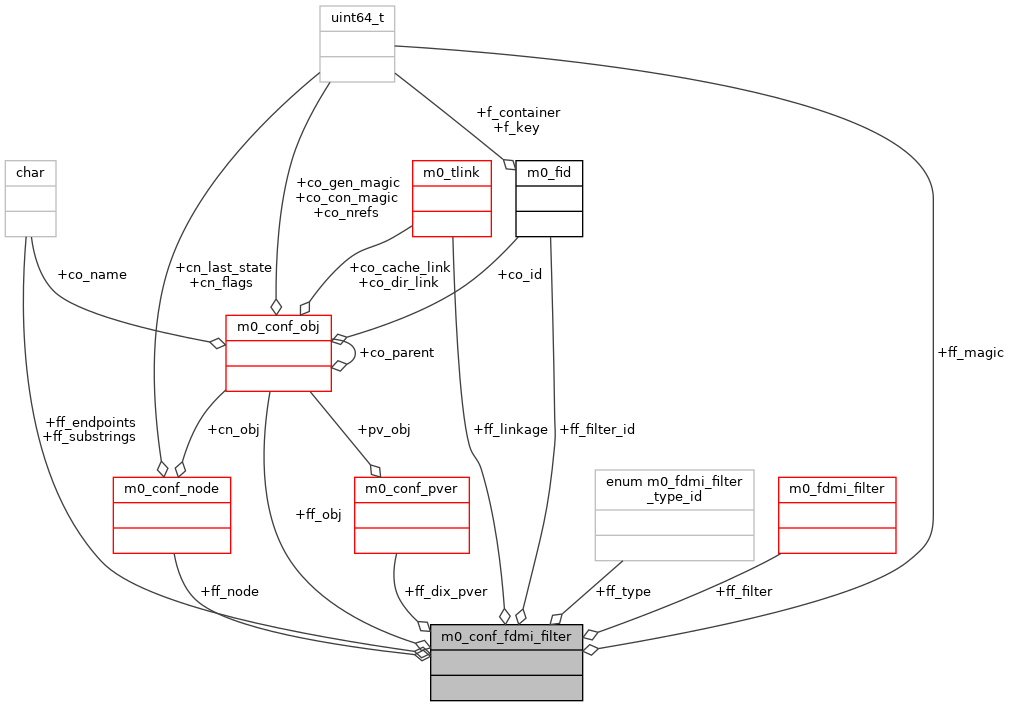 uint64_t
+f_container
+f_key
char
m0_tlink
m0_fid
+co_gen_magic
+co_con_magic
+co_nrefs
+co_name
+cn_last_state
+cn_flags
+co_cache_link
+co_dir_link
+co_id
m0_conf_obj
+co_parent
+ff_magic
+ff_endpoints
+ff_substrings
+cn_obj
+pv_obj
+ff_linkage
+ff_filter_id
m0_conf_node
m0_conf_pver
enum m0_fdmi_filter
_type_id
m0_fdmi_filter
+ff_obj
+ff_node
+ff_dix_pver
+ff_type
+ff_filter
m0_conf_fdmi_filter